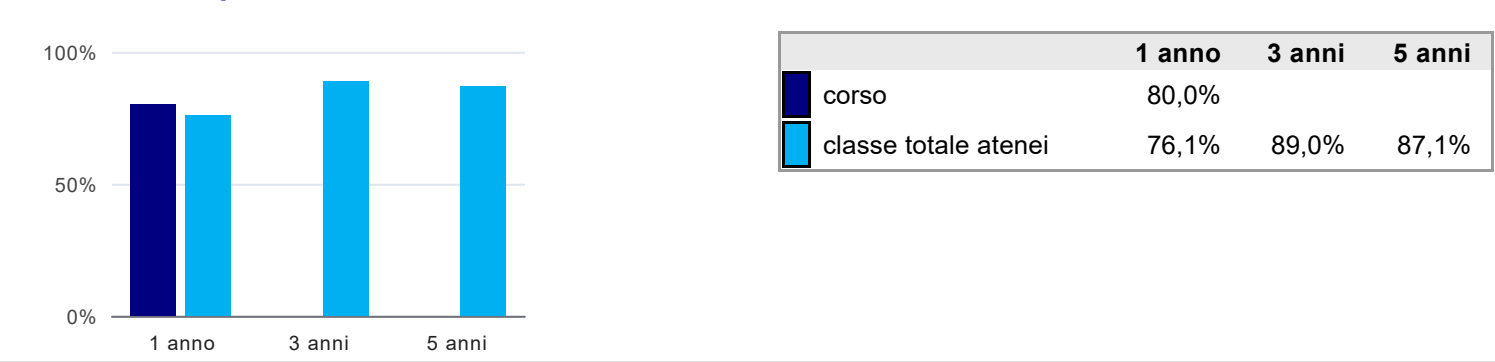 100%
50%
0%
1 anno 3 anni 5 anni
1 anno 3 anni 5 anni
corso 80,0%
classe totale atenei 76,1% 89,0% 87,1%